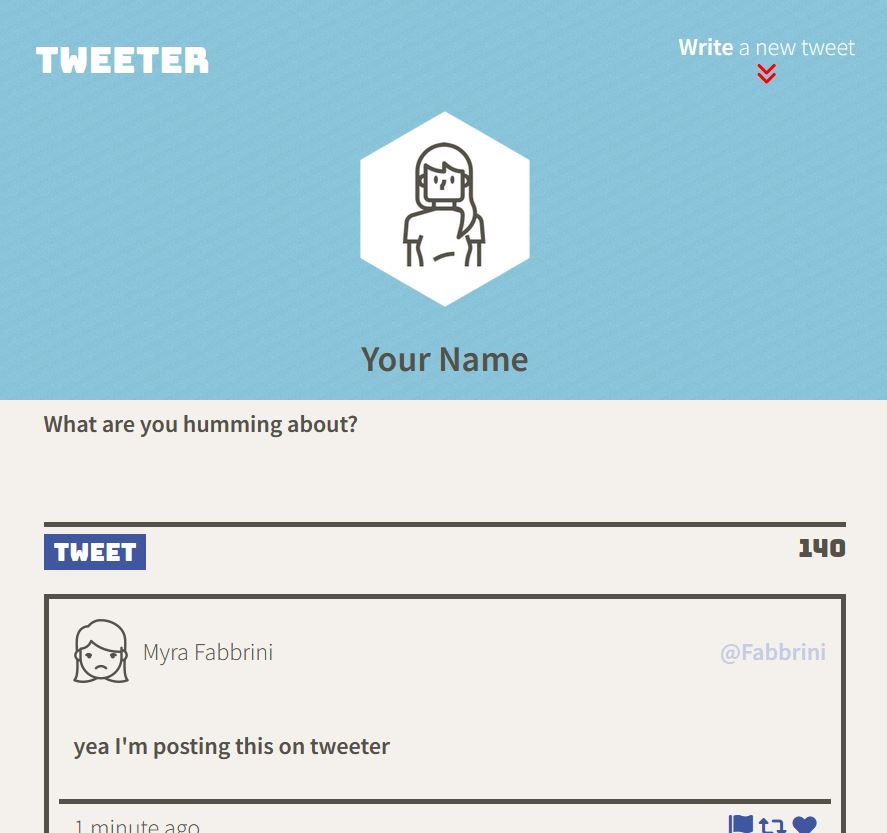 TWEETER
Write a new tweet
Your Name
What are you humming about?
TWEET
140
Myra Fabbrini
@Fabbrini
yea I'm posting this on tweeter
1 minute ago